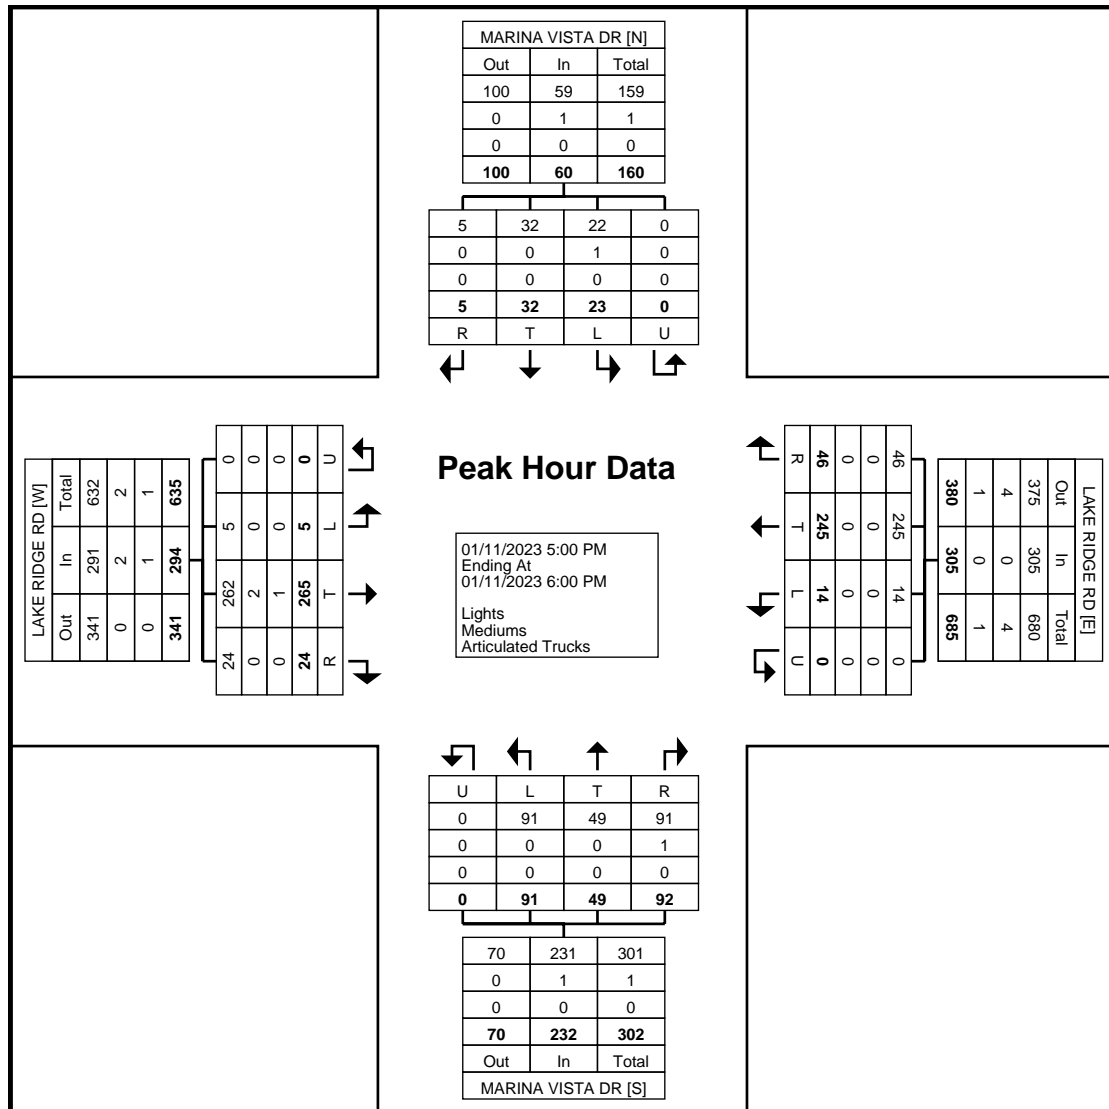 MARINA VISTA DR [N]
Out In Total
100 59 159
0 1 1
0 0 0
100 60 160
5 32 22 0
0 0 1 0
0 0 0 0
5 32 23 0
R T L U
LAKE RIDGE RD [W]
Total In Out
632 291 341
2 2 0
1 1 0
635 294 341
0 5 262 24
0 0 2 0
0 0 1 0
0 5 265 24
U L T R
Peak Hour Data
01/11/2023 5:00 PM
Ending At
01/11/2023 6:00 PM
Lights
Mediums
Articulated Trucks
R T L U
46 245 14 0
0 0 0 0
0 0 0 0
46 245 14 0
LAKE RIDGE RD [E]
Out In Total
375 305 680
4 0 4
1 0 1
380 305 685
U L T R
0 91 49 91
0 0 0 1
0 0 0 0
0 91 49 92
70 231 301
0 1 1
0 0 0
70 232 302
Out In Total
MARINA VISTA DR [S]